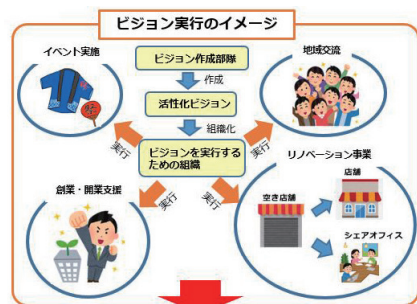 ビジョン実行のイメージ
イベント実施
ビジョン作成部隊
地域交流
作成
活性化ビジョン
組織化
実行
実行
ビジョンを実行する
ための組織
リノベーション事業
店舗
創業・開業支援
実行
実行
空き店舗
シェアオフィス